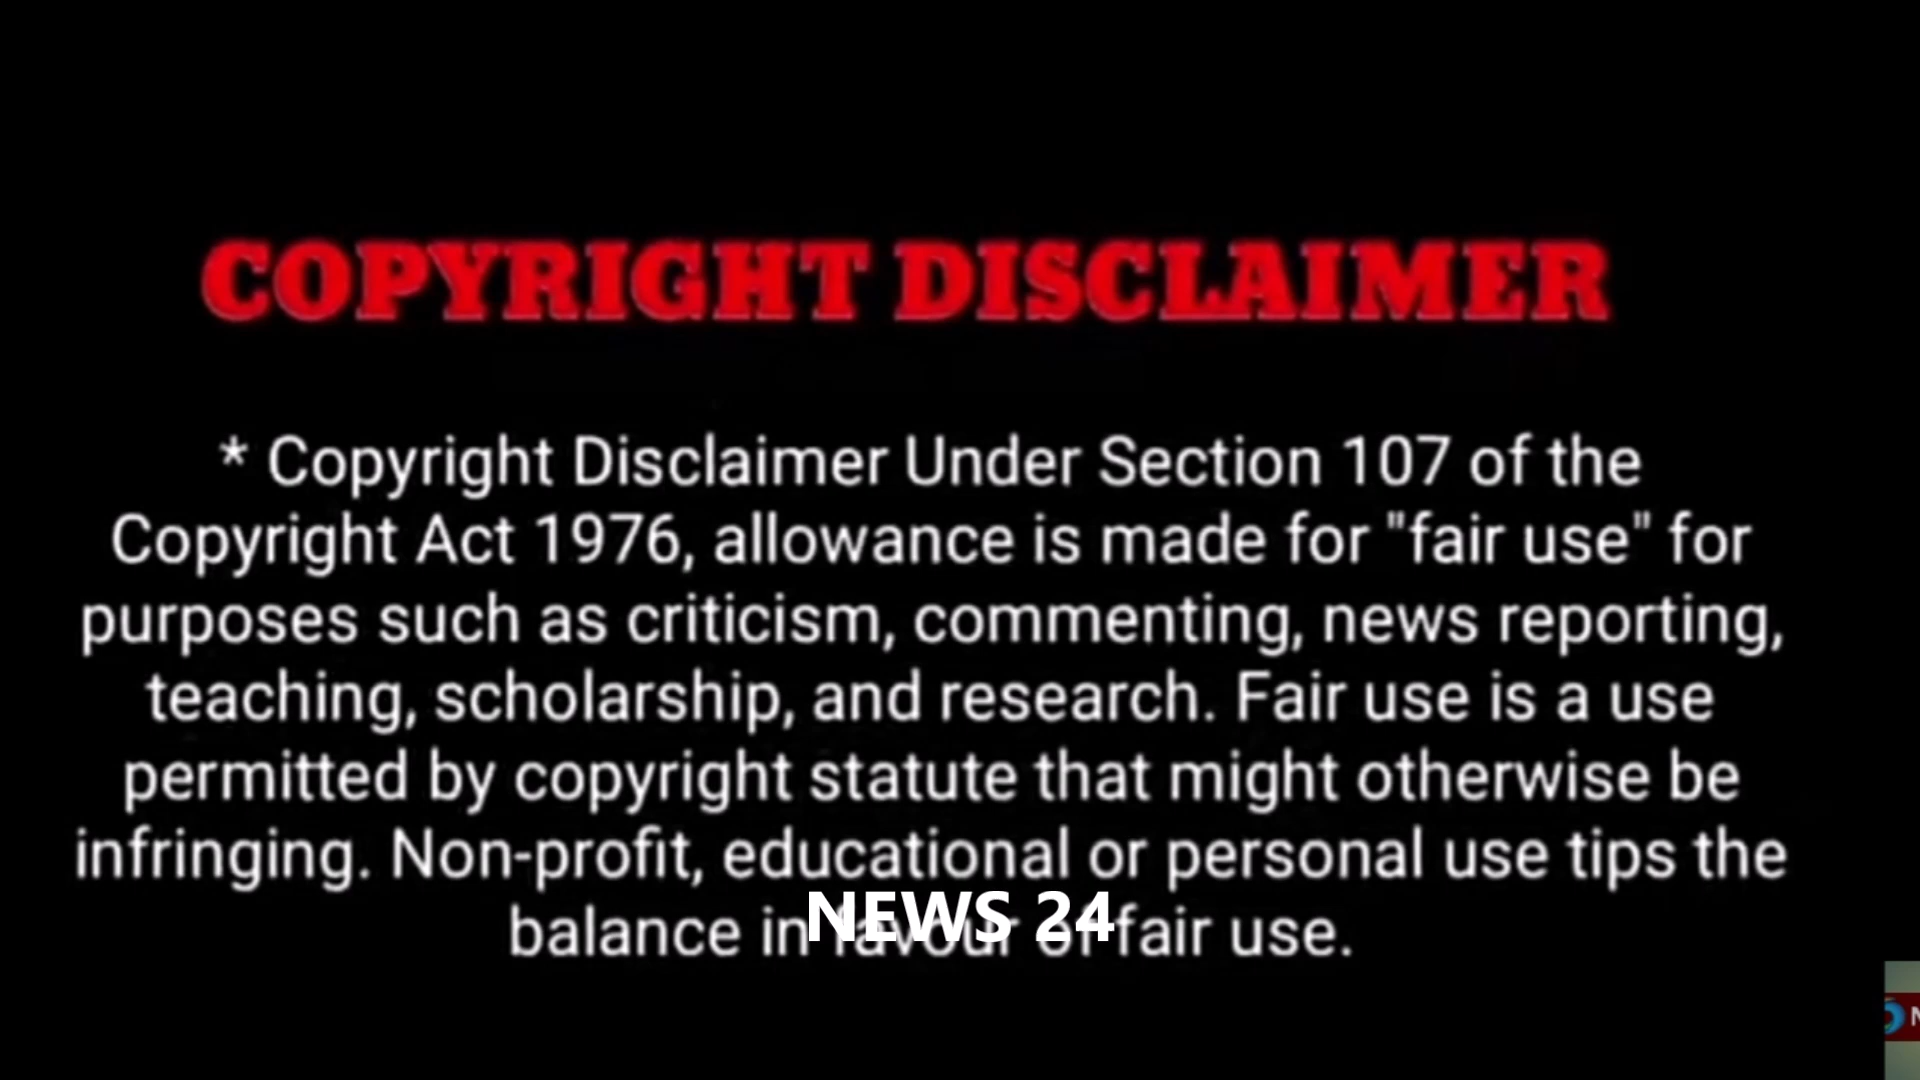 COPYRIGHT DISCLAIMER
* Copyright Disclaimer Under Section 107 of the
Copyright Act 1976, allowance is made for "fair use" for
purposes such as criticism, commenting, news reporting,
teaching, scholarship, and research. Fair use is a use
permitted by copyright statute that might otherwise be
infringing. Non-profit, educational or personal use tips the
balance in favour of fair use.
NEWS 24